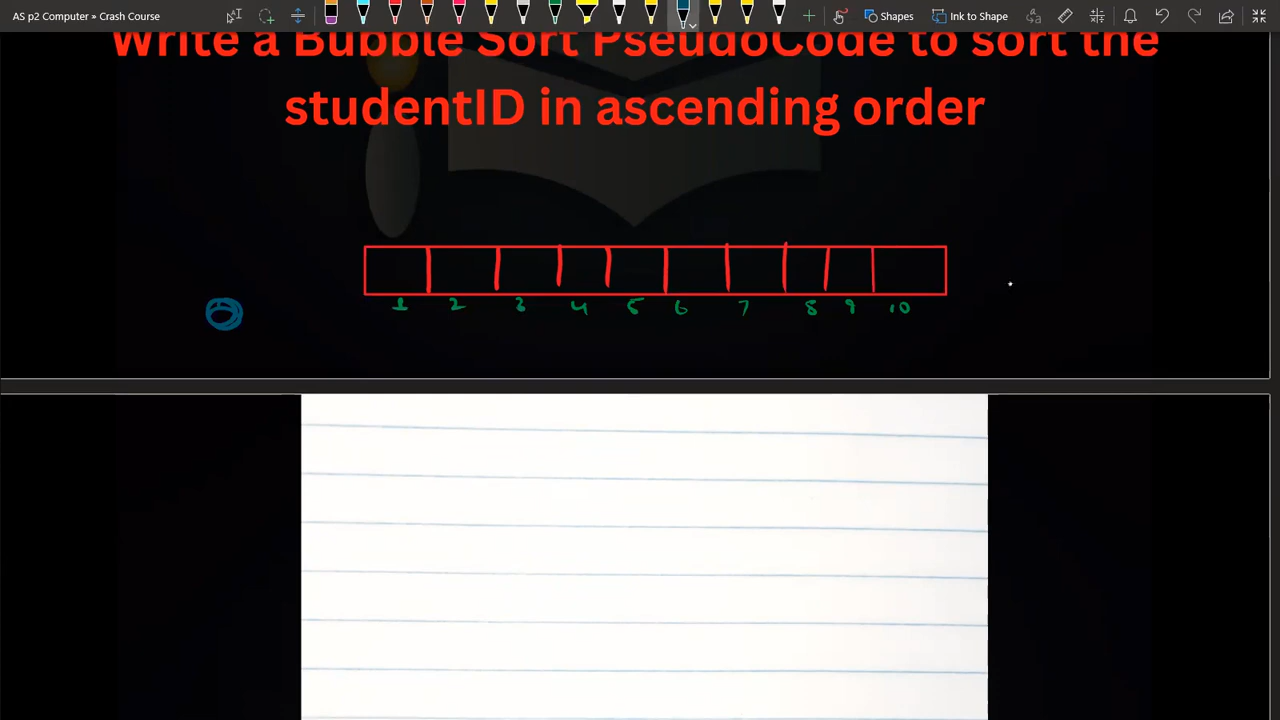 AS p2 Computer » Crash Course
Shapes
Ink to Shape
Write a Bubble Sort PseudoCode to sort the
studentID in ascending order
1 2 3 4 5 6 7 8 9 10